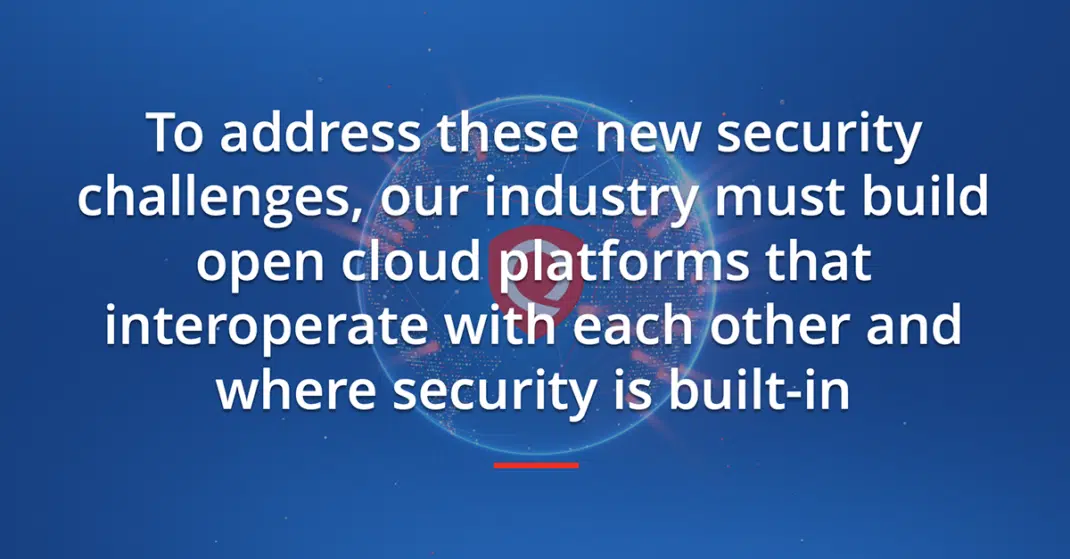 To address these new security
challenges, our industry must build
open cloud platforms that
interoperate with each other and
where security is built-in